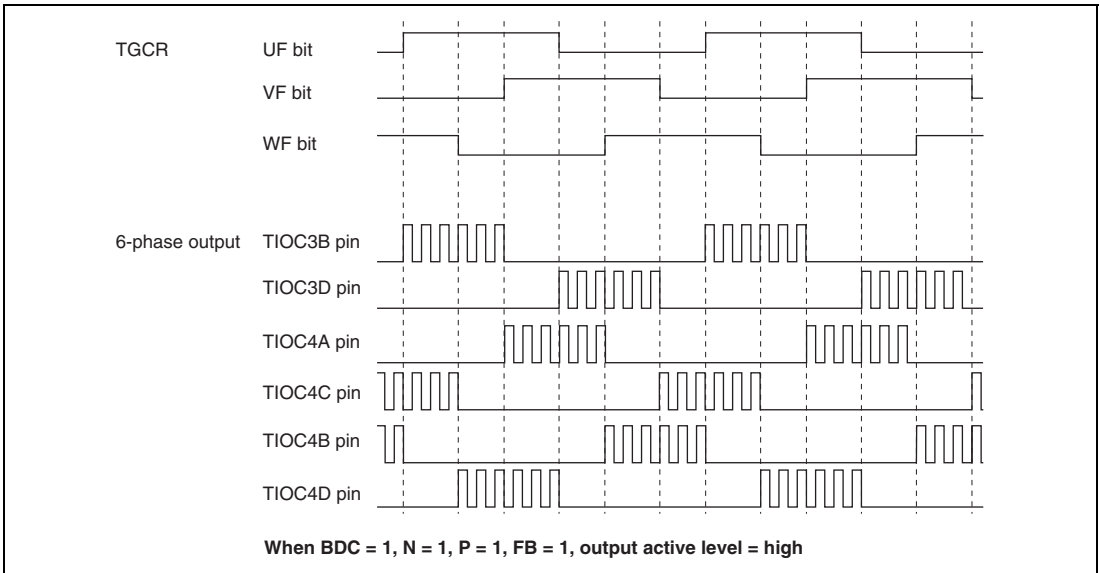 TGCR UF bit
VF bit
WF bit
6-phase output TIOC3B pin
TIOC3D pin
TIOC4A pin
TIOC4C pin
TIOC4B pin
TIOC4D pin
When BDC = 1, N = 1, P = 1, FB = 1, output active level = high